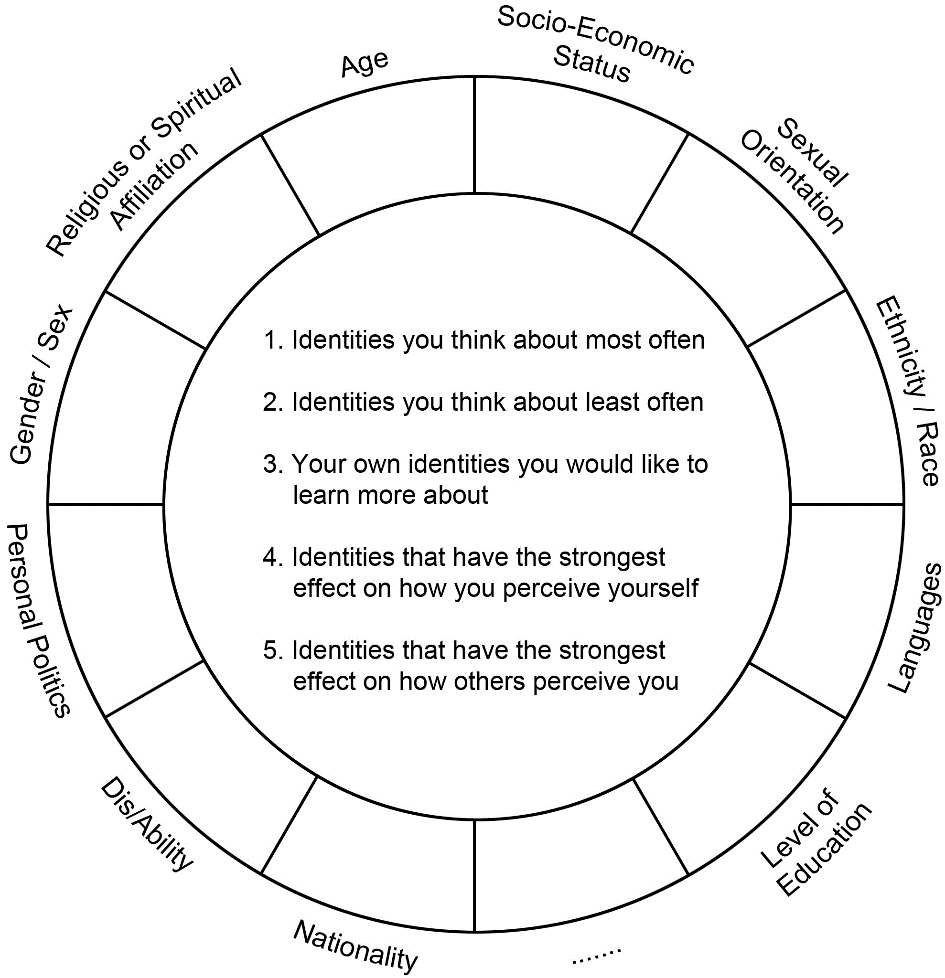 Socio-Economic
Status
Sexual
Orientation
Ethnicity / Race
Languages
Level of
Education
.......
Nationality
Dis/Ability
Personal Politics
Gender / Sex
Religious or Spiritual
Affiliation
Age
1. Identities you think about most often
2. Identities you think about least often
3. Your own identities you would like to
learn more about
4. Identities that have the strongest
effect on how you perceive yourself
5. Identities that have the strongest
effect on how others perceive you